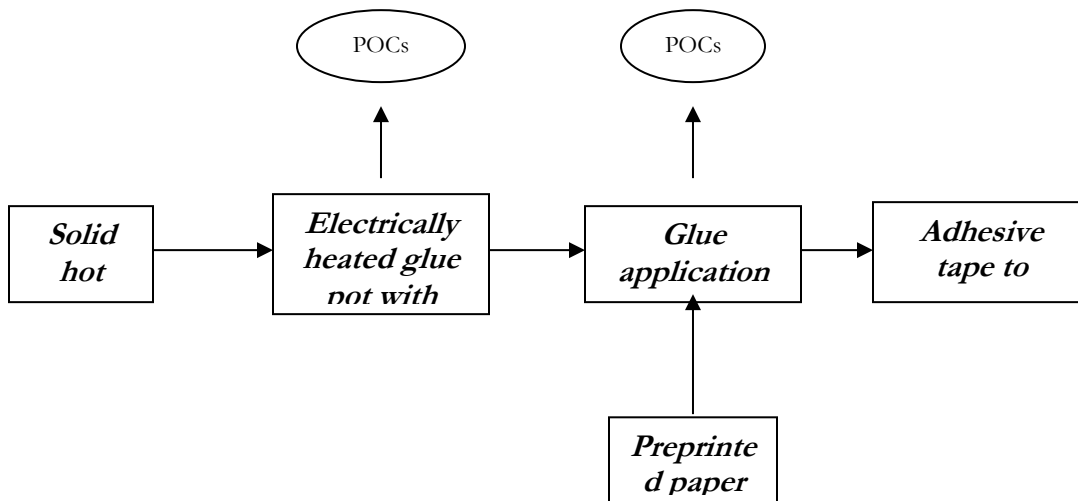 POCs
POCs
Solid
hot
Electrically
heated glue
pot with
Glue
application
Adhesive
tape to
Preprinte
d paper